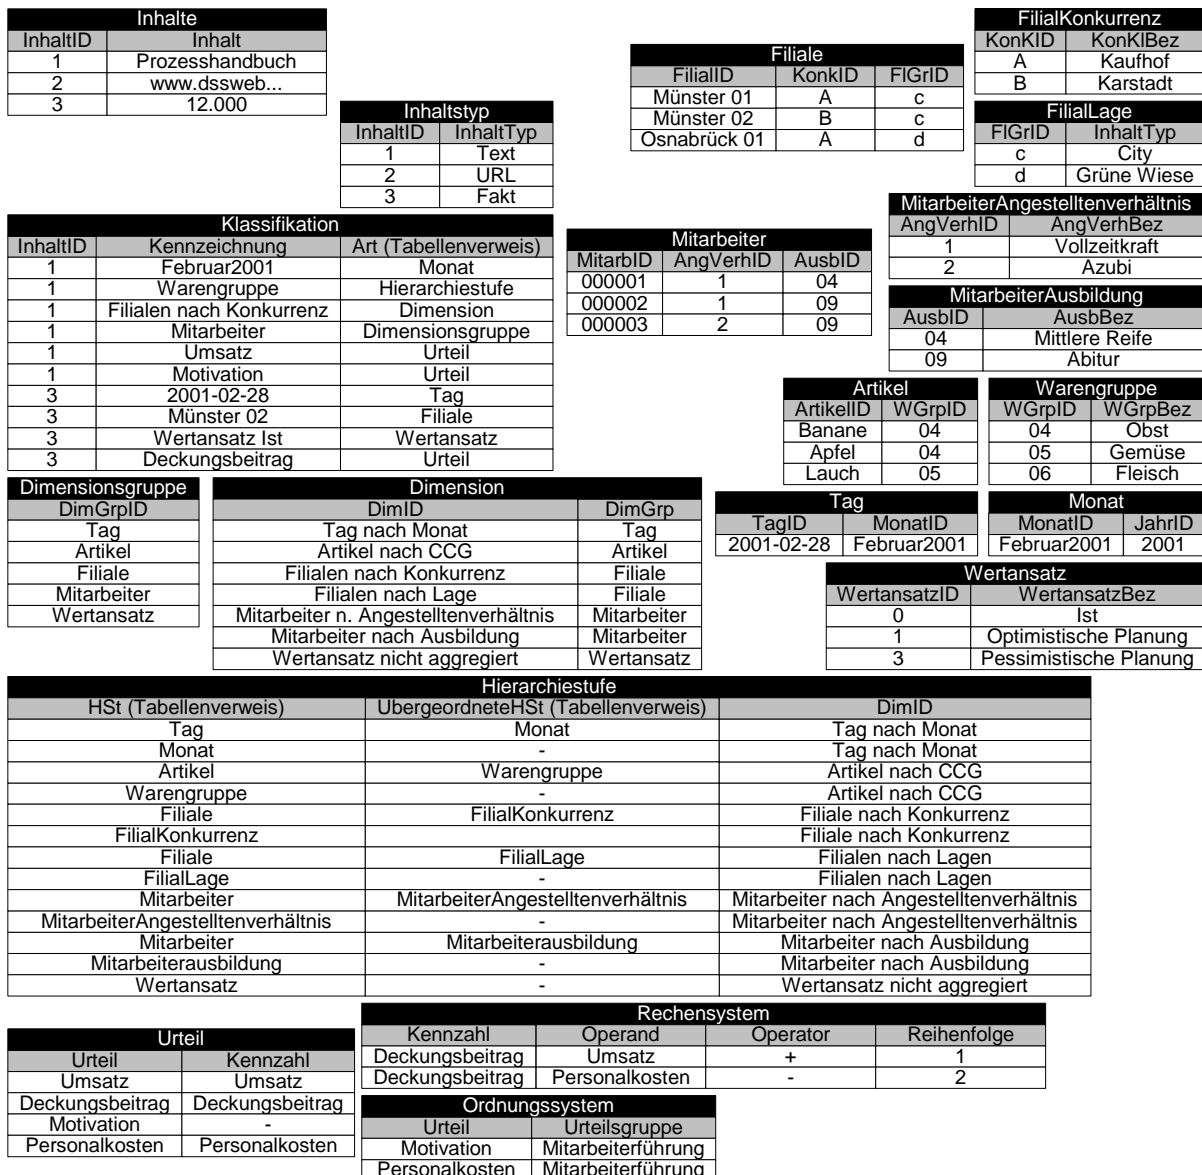 Inhalte
InhaltID Inhalt
1 Prozesshandbuch
2 www.dssweb...
3 12.000
Inhaltstyp
InhaltID InhaltTyp
1 Text
2 URL
3 Fakt
Filiale
FilialID KonkID FlGrID
Münster 01 A c
Münster 02 B c
Osnabrück 01 A d
FilialKonkurrenz
KonKID KonKlBez
A Kaufhof
B Karstadt
FilialLage
FlGrID InhaltTyp
c City
d Grüne Wiese
Klassifikation
InhaltID Kennzeichnung Art (Tabellenverweis)
1 Februar2001 Monat
1 Warengruppe Hierarchiestufe
1 Filialen nach Konkurrenz Dimension
1 Mitarbeiter Dimensionsgruppe
1 Umsatz Urteil
1 Motivation Urteil
3 2001-02-28 Tag
3 Münster 02 Filiale
3 Wertansatz Ist Wertansatz
3 Deckungsbeitrag Urteil
Mitarbeiter
MitarbID AngVerhID AusbID
000001 1 04
000002 1 09
000003 2 09
MitarbeiterAngestelltenverhältnis
AngVerhID AngVerhBez
1 Vollzeitkraft
2 Azubi
MitarbeiterAusbildung
AusbID AusbBez
04 Mittlere Reife
09 Abitur
Artikel
ArtikelID WGrpID
Banane 04
Apfel 04
Lauch 05
Warengruppe
WGrpID WGrpBez
04 Obst
05 Gemüse
06 Fleisch
Dimensionsgruppe
DimGrpID
Tag
Artikel
Filiale
Mitarbeiter
Wertansatz
Dimension
DimID DimGrp
Tag nach Monat Tag
Artikel nach CCG Artikel
Filialen nach Konkurrenz Filiale
Filialen nach Lage Filiale
Mitarbeiter n. Angestelltenverhältnis Mitarbeiter
Mitarbeiter nach Ausbildung Mitarbeiter
Wertansatz nicht aggregiert Wertansatz
Tag
TagID MonatID
2001-02-28 Februar2001
Monat
MonatID JahrID
Februar2001 2001
Wertansatz
WertansatzID WertansatzBez
0 Ist
1 Optimistische Planung
3 Pessimistische Planung
Hierarchiestufe
HSt (Tabellenverweis) ÜbergeordneteHSt (Tabellenverweis) DimID
Tag Monat Tag nach Monat
Monat - Tag nach Monat
Artikel Warengruppe Artikel nach CCG
Warengruppe - Artikel nach CCG
Filiale FilialKonkurrenz Filiale nach Konkurrenz
FilialKonkurrenz Filiale nach Konkurrenz
Filiale FilialLage Filialen nach Lagen
FilialLage - Filialen nach Lagen
Mitarbeiter MitarbeiterAngestelltenverhältnis Mitarbeiter nach Angestelltenverhältnis
MitarbeiterAngestelltenverhältnis - Mitarbeiter nach Angestelltenverhältnis
Mitarbeiter Mitarbeiterausbildung Mitarbeiter nach Ausbildung
Mitarbeiterausbildung - Mitarbeiter nach Ausbildung
Wertansatz - Wertansatz nicht aggregiert
Urteil
Urteil Kennzahl
Umsatz Umsatz
Deckungsbeitrag Deckungsbeitrag
Motivation -
Personalkosten Personalkosten
Rechensystem
Kennzahl Operand Operator Reihenfolge
Deckungsbeitrag Umsatz + 1
Deckungsbeitrag Personalkosten - 2
Ordnungssystem
Urteil Urteilsgruppe
Motivation Mitarbeiterführung
Personalkosten Mitarbeiterführung